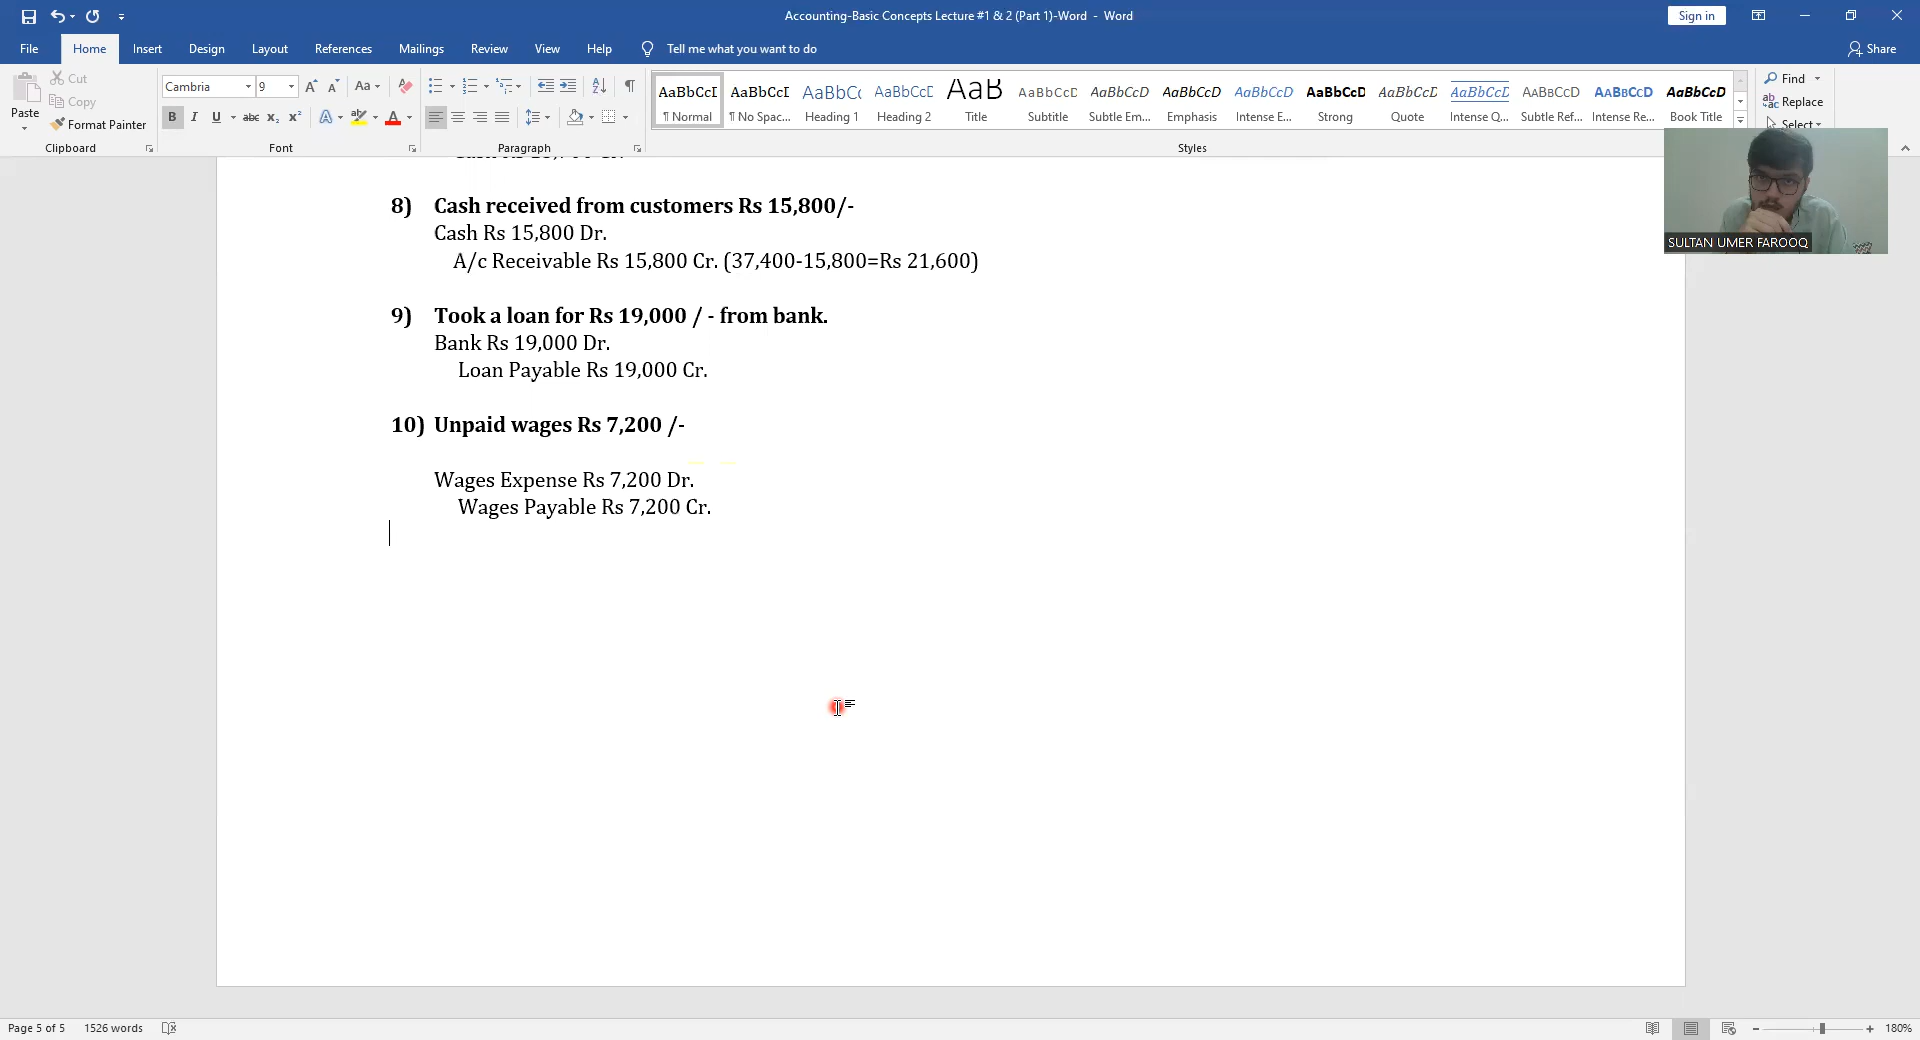 Accounting-Basic Concepts Lecture #1 & 2 (Part 1)-Word - Word
Sign in
File Home Insert Design Layout References Mailings Review View Help Tell me what you want to do
Share
Paste
Cut
Copy
Format Painter
Clipboard
Cambria 9
Aa
B I U abc X₂ X²
Font
Paragraph
AaBbCcI AaBbCcI AaBbC AaBbCcE AaB AaBbCcD AaBbCcD AaBbCcD AaBbCcD AaBbCcD AaBbCcD AaBbCcD AABBCCD AABBCCD AaBbCcD
¶ Normal ¶ No Spac... Heading 1 Heading 2 Title Subtitle Subtle Em... Emphasis Intense E... Strong Quote Intense Q... Subtle Ref... Intense Re... Book Title
Styles
Find
Replace
Select
SULTAN UMER FAROOQ
8) Cash received from customers Rs 15,800/-
Cash Rs 15,800 Dr.
A/c Receivable Rs 15,800 Cr. (37,400-15,800=Rs 21,600)
9) Took a loan for Rs 19,000 / - from bank.
Bank Rs 19,000 Dr.
Loan Payable Rs 19,000 Cr.
10) Unpaid wages Rs 7,200 /-
Wages Expense Rs 7,200 Dr.
Wages Payable Rs 7,200 Cr.
Page 5 of 5 1526 words
180%